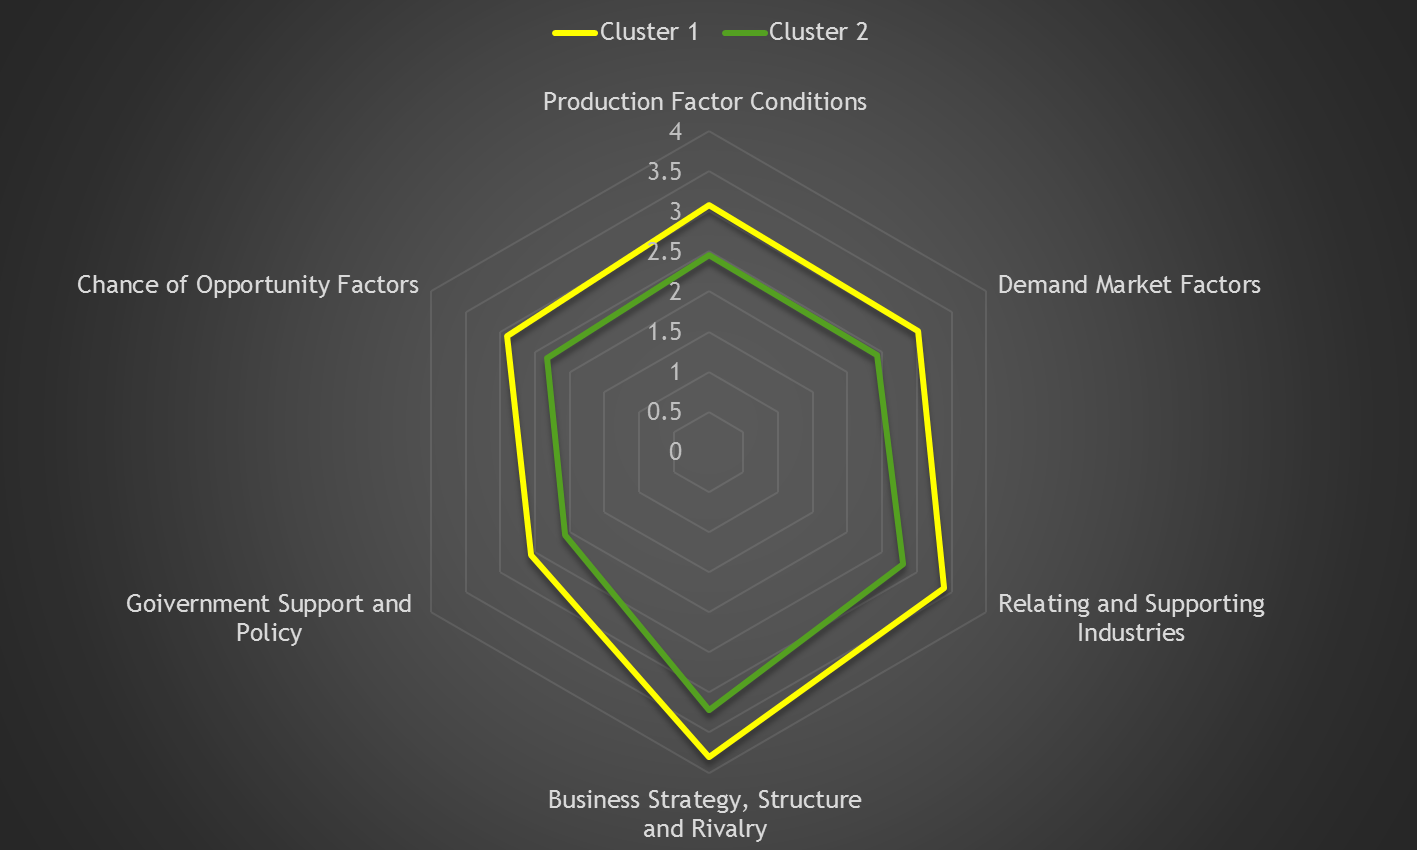 Cluster 1 Cluster 2
Production Factor Conditions
4
3.5
3
2.5
2
1.5
1
0.5
0
Demand Market Factors
Relating and Supporting
Industries
Business Strategy, Structure
and Rivalry
Goivernment Support and
Policy
Chance of Opportunity Factors